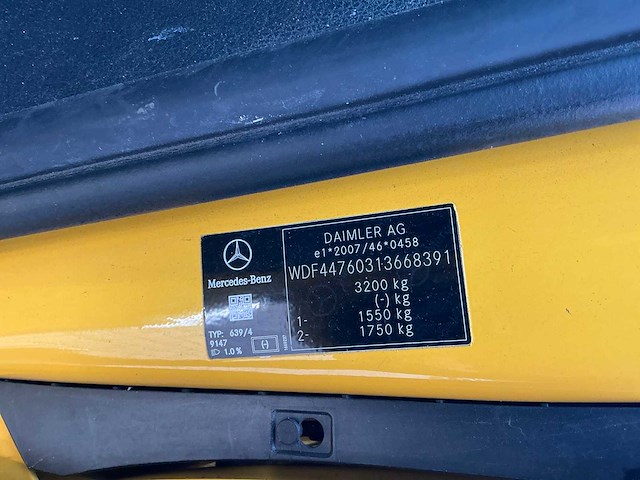 DAIMLER AG
e1*2007/46*0458
WDF44760313668391
3200 kg
(-) kg
1- 1550 kg
2- 1750 kg
Mercedes-Benz
TYP: 639/4
9147
1.0% (-)